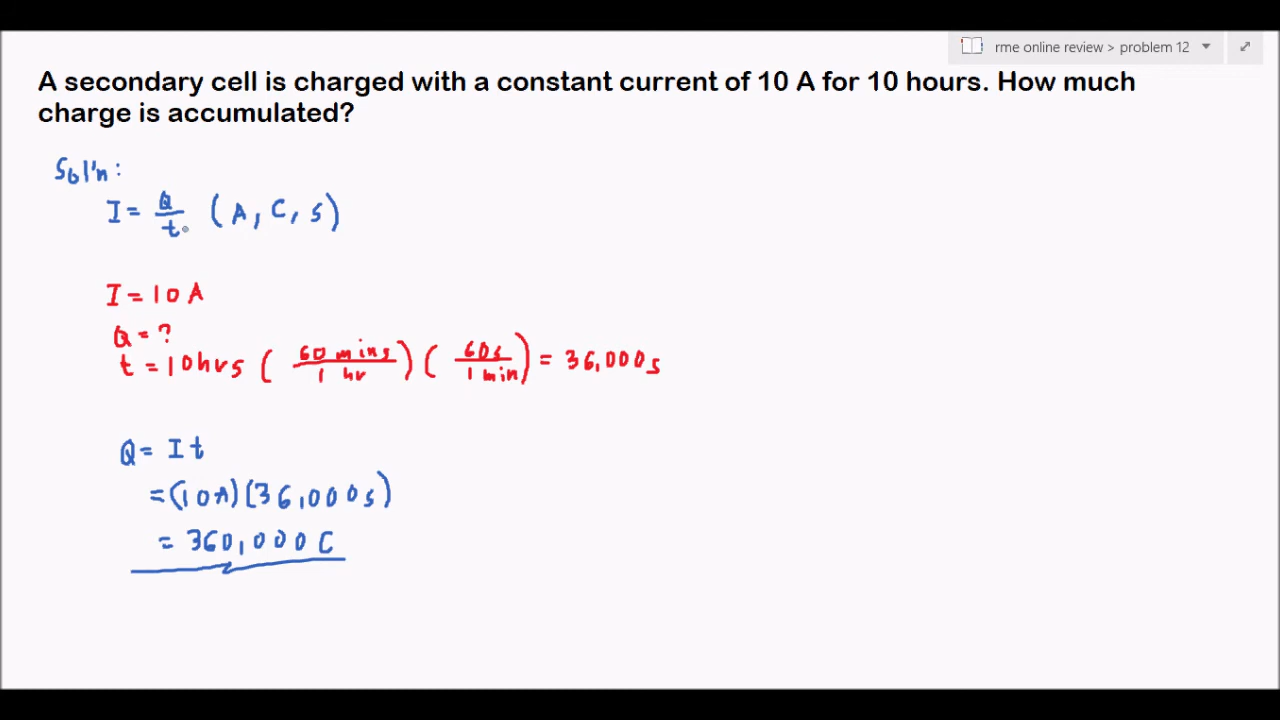 rme online review > problem 12
A secondary cell is charged with a constant current of 10 A for 10 hours. How much
charge is accumulated?
Sol'n:
I = Q/t (A, C, s)
I = 10 A
Q = ?
t = 10 hrs (60 mins/1 hr)(60s/1 min) = 36,000s
Q = It
=(10A)(36,000s)
= 360,000 C